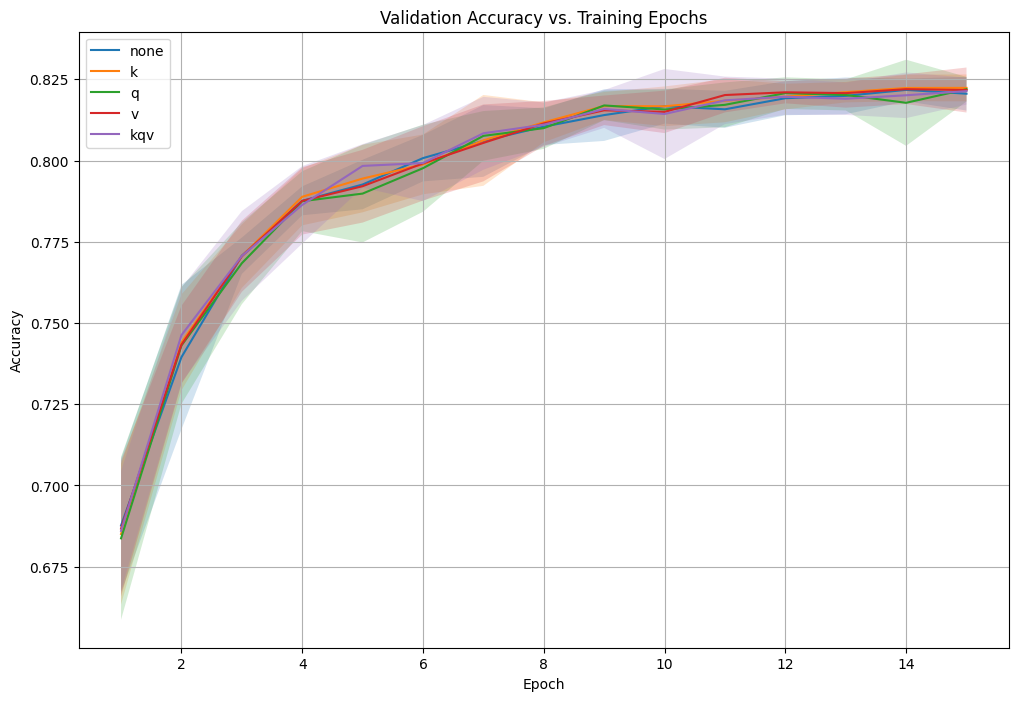 Validation Accuracy vs. Training Epochs
none
k
q
v
kqv
0.825
0.800
0.775
0.750
0.725
0.700
0.675
Accuracy
2 4 6 8 10 12 14
Epoch